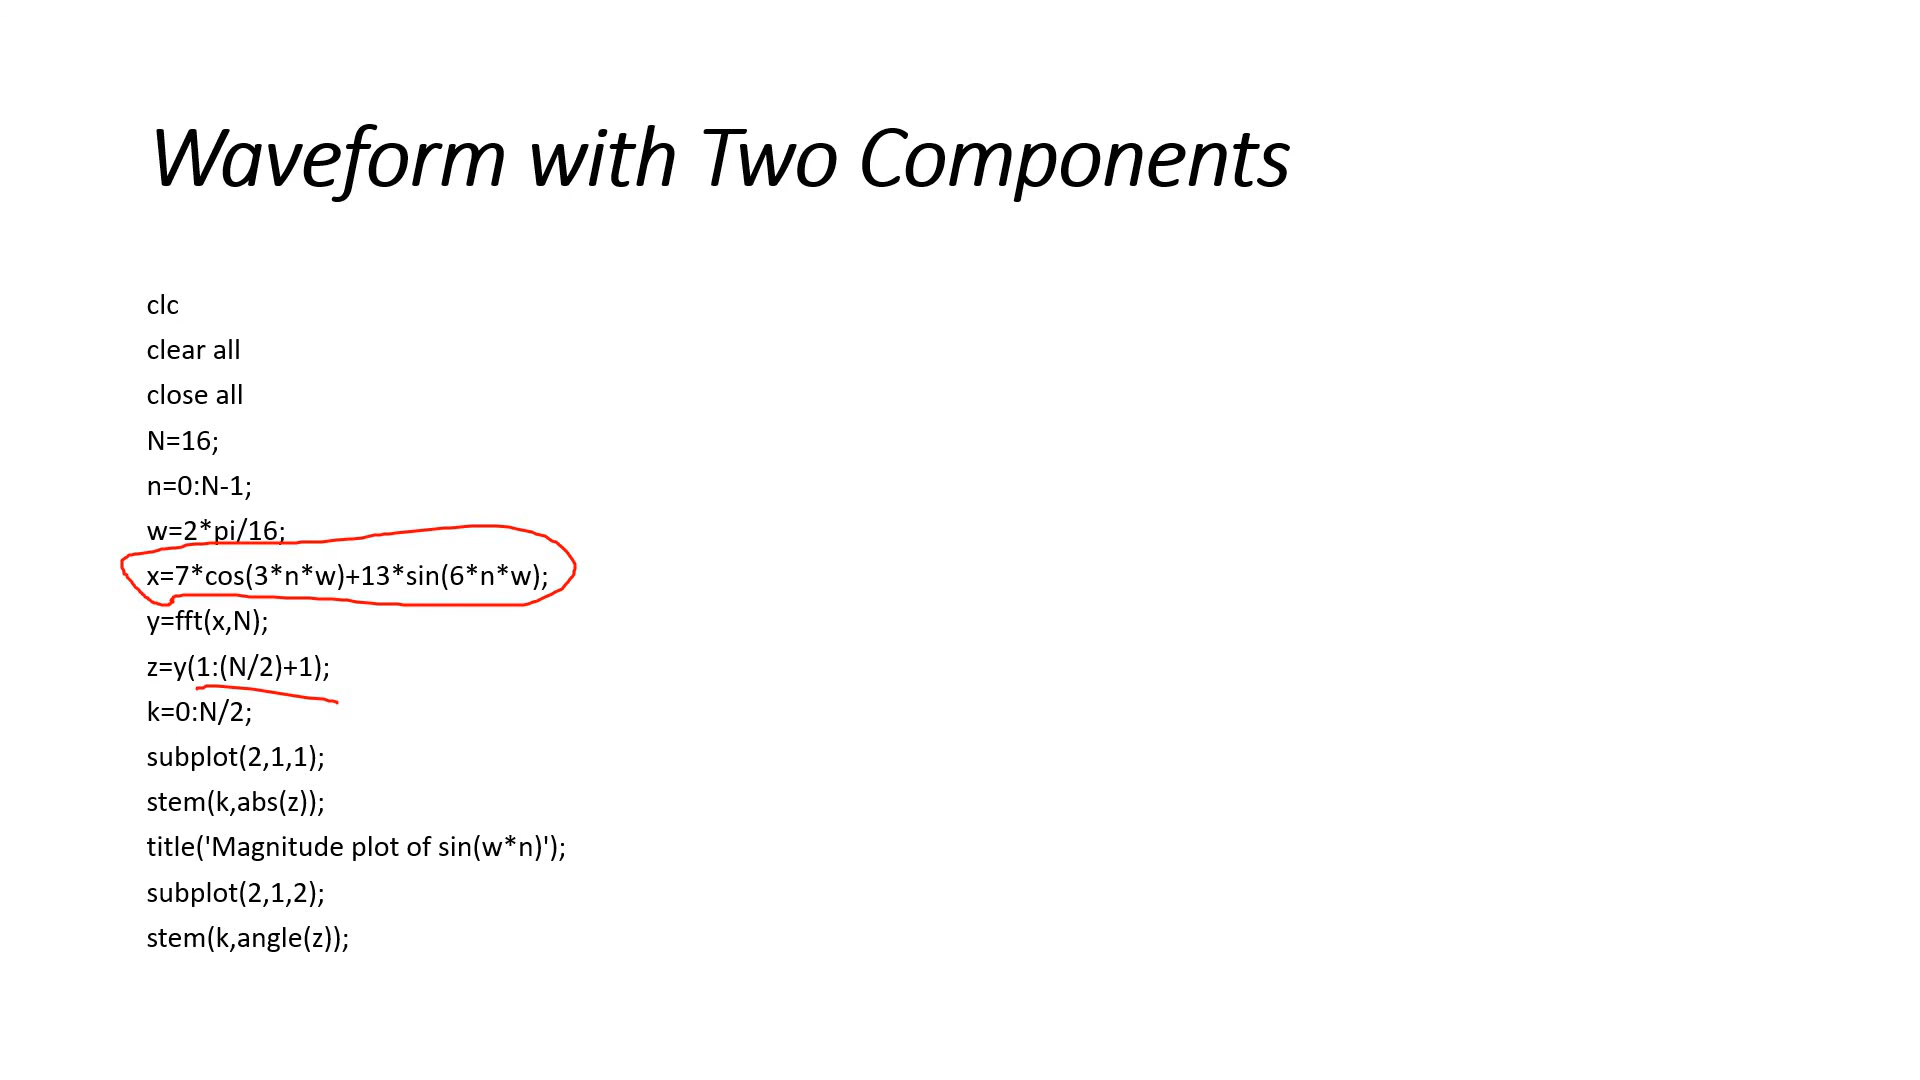 Waveform with Two Components
clc
clear all
close all
N=16;
n=0:N-1;
w=2*pi/16;
x=7*cos(3*n*w)+13*sin(6*n*w);
y=fft(x,N);
z=y(1:(N/2)+1);
k=0:N/2;
subplot(2,1,1);
stem(k,abs(z));
title('Magnitude plot of sin(w*n)');
subplot(2,1,2);
stem(k,angle(z));